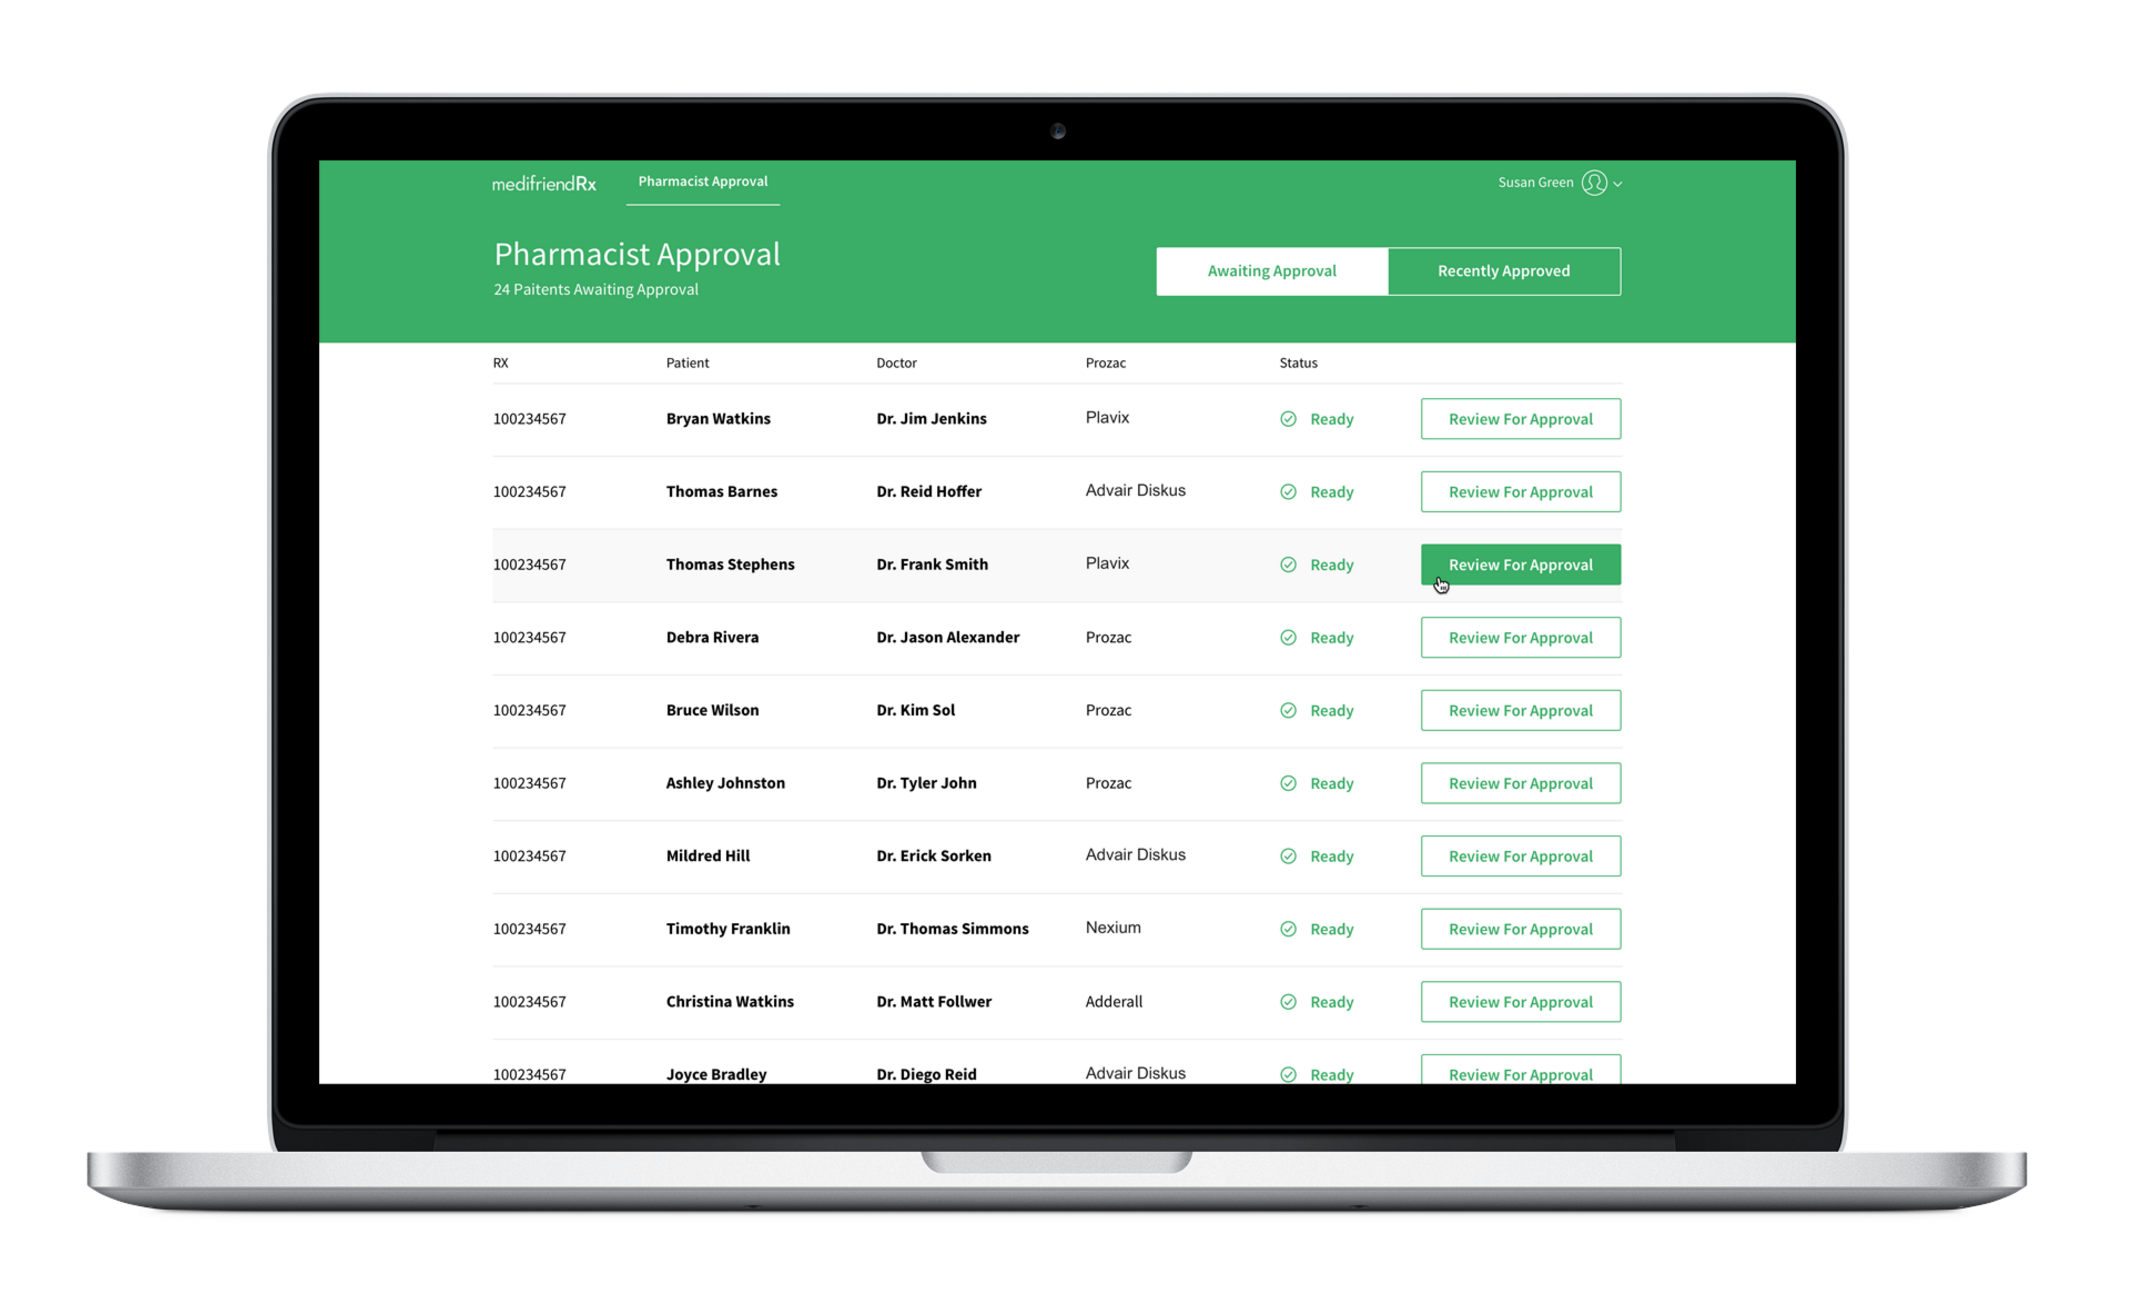 medifriendRx Pharmacist Approval Susan Green
Pharmacist Approval
24 Paitents Awaiting Approval
Awaiting Approval Recently Approved
RX Patient Doctor Prozac Status
100234567 Bryan Watkins Dr. Jim Jenkins Plavix Ready Review For Approval
100234567 Thomas Barnes Dr. Reid Hoffer Advair Diskus Ready Review For Approval
100234567 Thomas Stephens Dr. Frank Smith Plavix Ready Review For Approval
100234567 Debra Rivera Dr. Jason Alexander Prozac Ready Review For Approval
100234567 Bruce Wilson Dr. Kim Sol Prozac Ready Review For Approval
100234567 Ashley Johnston Dr. Tyler John Prozac Ready Review For Approval
100234567 Mildred Hill Dr. Erick Sorken Advair Diskus Ready Review For Approval
100234567 Timothy Franklin Dr. Thomas Simmons Nexium Ready Review For Approval
100234567 Christina Watkins Dr. Matt Follwer Adderall Ready Review For Approval
100234567 Joyce Bradley Dr. Diego Reid Advair Diskus Ready Review For Approval